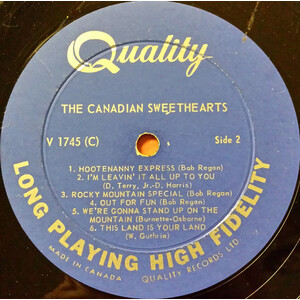 Quality
THE CANADIAN SWEETHEARTS
V 1745 (C)
Side 2
1. HOOTENANNY EXPRESS (Bob Regan)
2. I'M LEAVIN' IT ALL UP TO YOU
(D. Terry, Jr.-D. Harris)
3. ROCKY MOUNTAIN SPECIAL (Bob Regan)
4. OUT FOR FUN (Bob Regan)
5. WE'RE GONNA STAND UP ON THE
MOUNTAIN (Burnette-Osborne)
6. THIS LAND IS YOUR LAND
(W. Guthrie)
LONG PLAYING HIGH FIDELITY
MADE IN CANADA
QUALITY RECORDS LTD